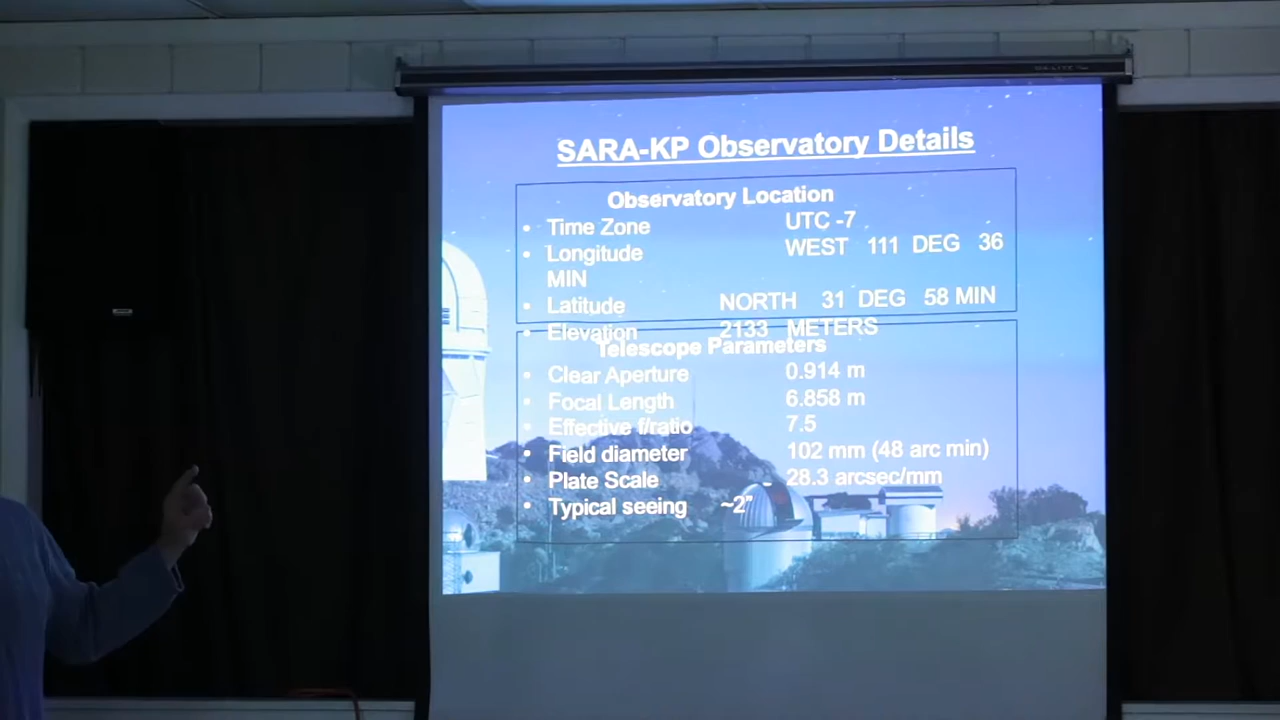 SARA-KP Observatory Details
Observatory Location
• Time Zone UTC -7
• Longitude WEST 111 DEG 36
MIN
• Latitude NORTH 31 DEG 58 MIN
• Elevation 2133 METERS
Telescope Parameters
• Clear Aperture 0.914 m
• Focal Length 6.858 m
• Effective f/ratio 7.5
• Field diameter 102 mm (48 arc min)
• Plate Scale 28.3 arcsec/mm
• Typical seeing ~2"